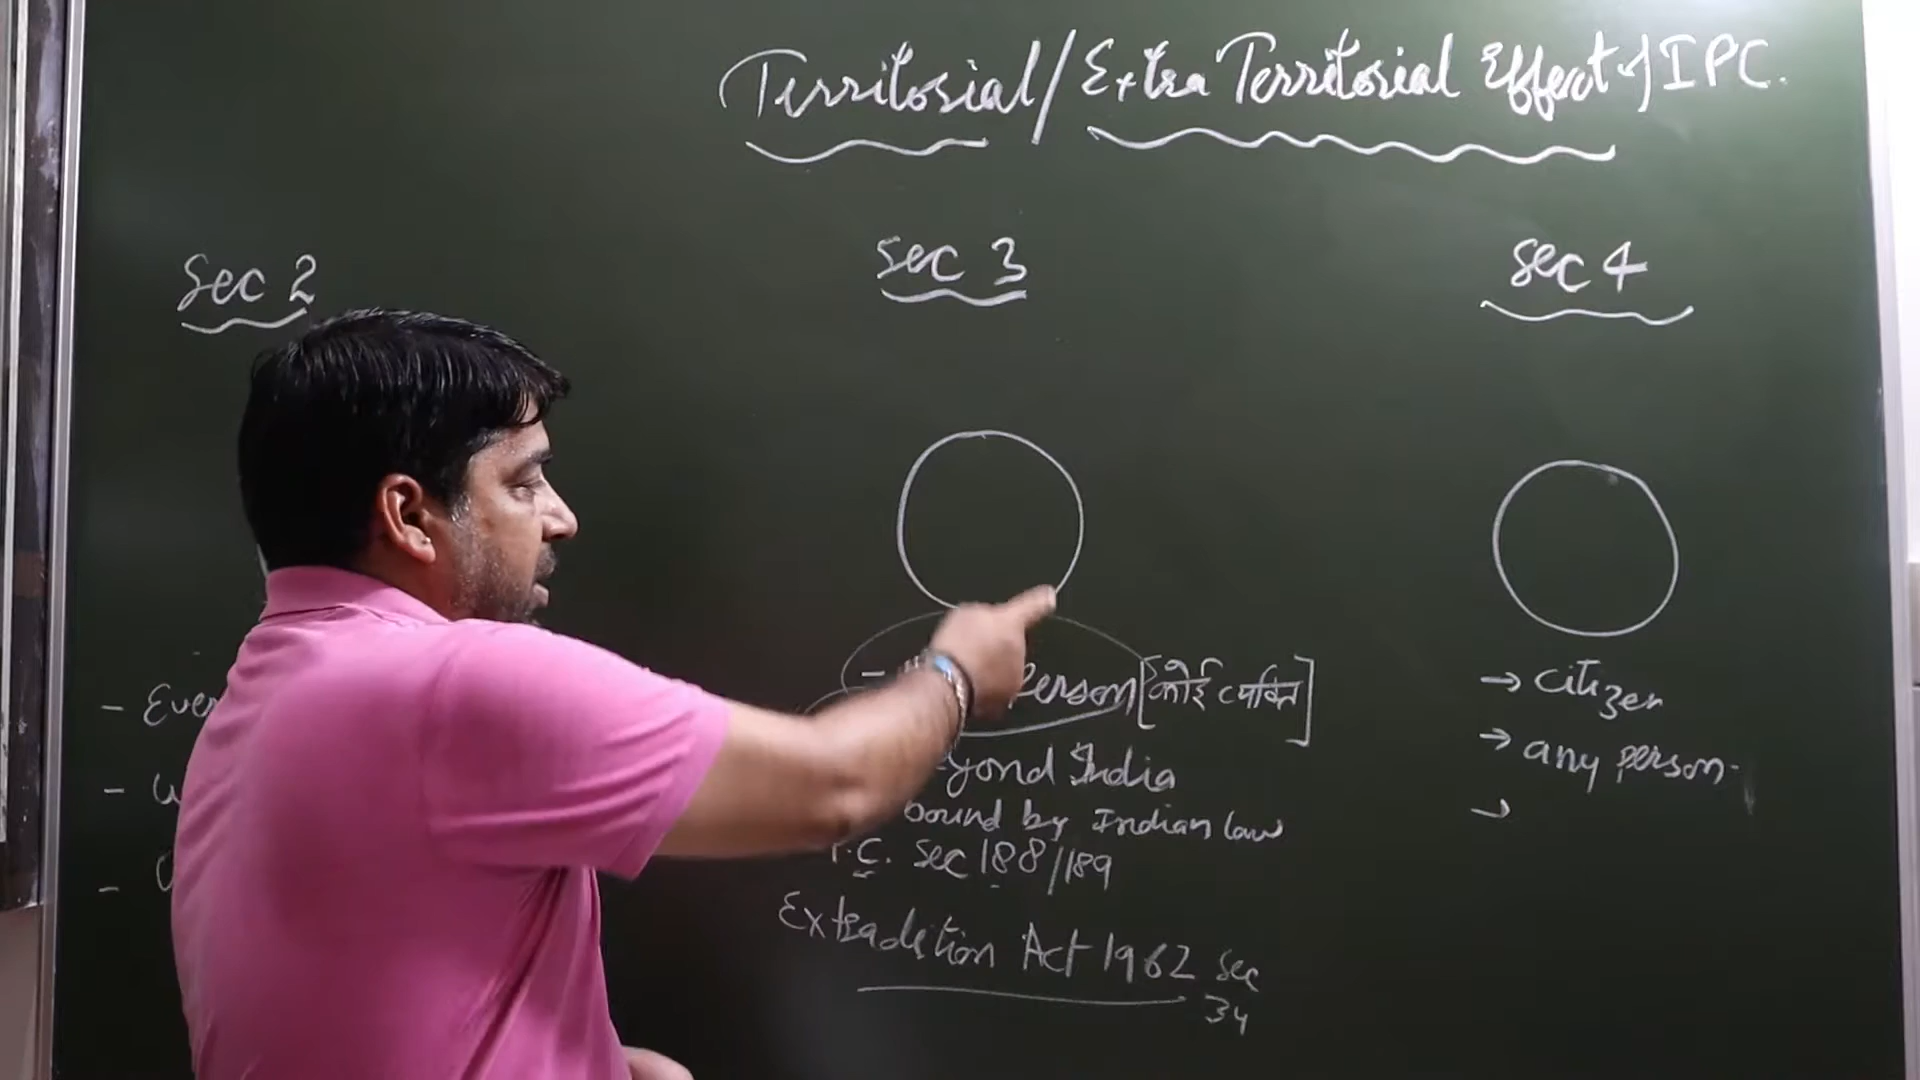 Territorial/Extra Territorial Effect of IPC.
Sec 2
Sec 3
Sec 4
- Person [कोई व्यक्ति]
India
bound by Indian law
.C. Sec 188/189
Extradition Act 1962 Sec
34
→ citizen
→ any person.
→
- Ever
-
-